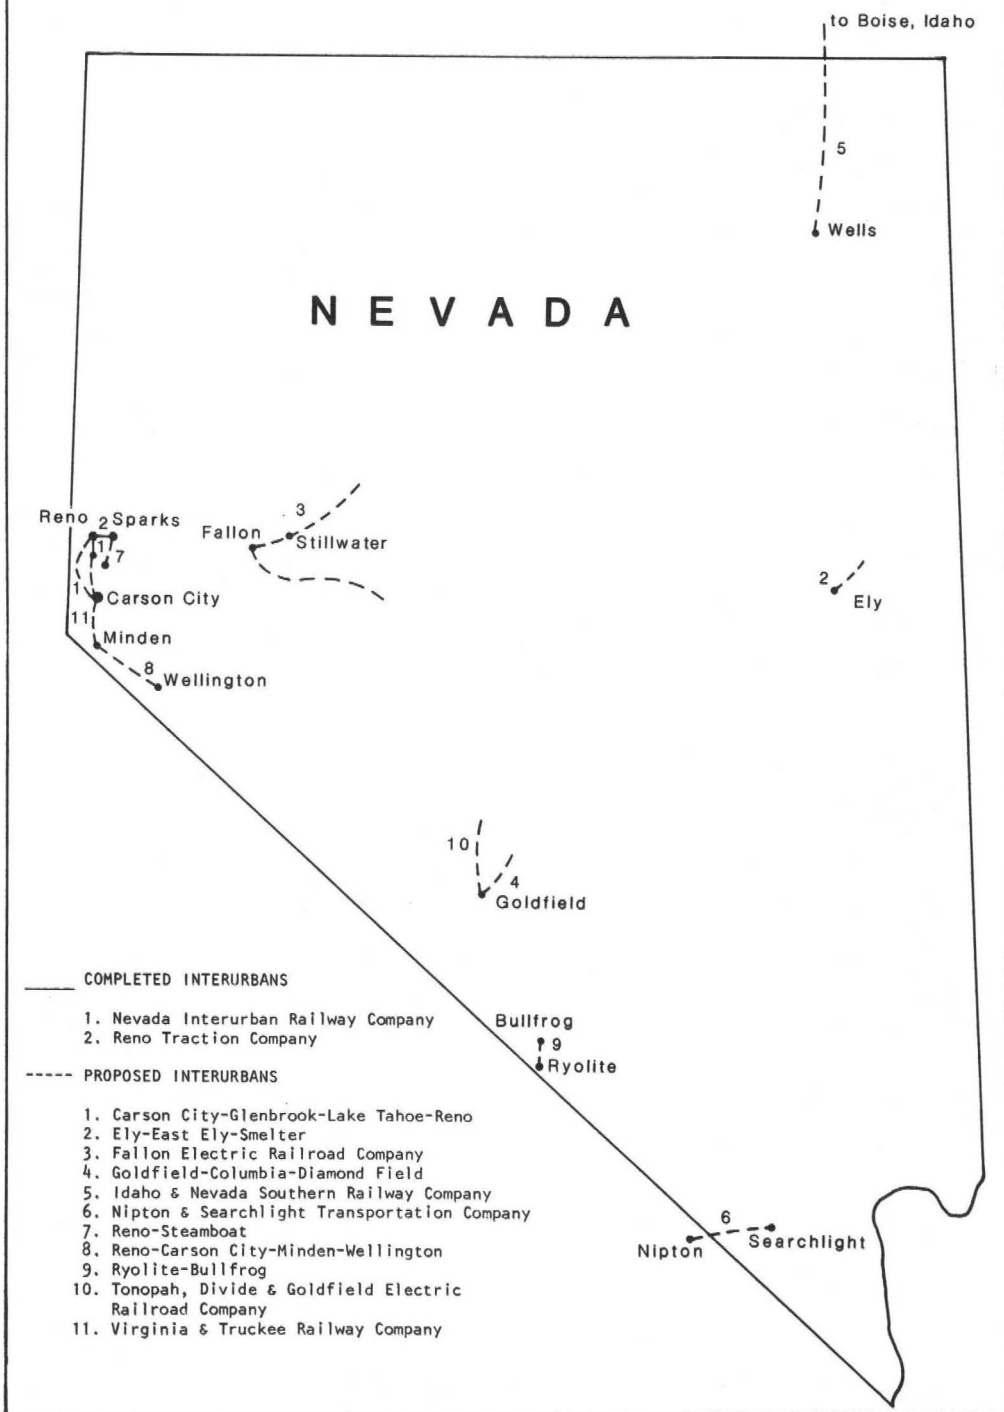 to Boise, Idaho
5
Wells
NEVADA
Reno 2 Sparks
1
7
1
Carson City
11
Minden
8
Wellington
3
Fallon
Stillwater
2
Ely
10
4
Goldfield
Bullfrog
9
Ryolite
6
Nipton
Searchlight
COMPLETED INTERURBANS
1. Nevada Interurban Railway Company
2. Reno Traction Company
PROPOSED INTERURBANS
1. Carson City-Glenbrook-Lake Tahoe-Reno
2. Ely-East Ely-Smelter
3. Fallon Electric Railroad Company
4. Goldfield-Columbia-Diamond Field
5. Idaho & Nevada Southern Railway Company
6. Nipton & Searchlight Transportation Company
7. Reno-Steamboat
8. Reno-Carson City-Minden-Wellington
9. Ryolite-Bullfrog
10. Tonopah, Divide & Goldfield Electric
Railroad Company
11. Virginia & Truckee Railway Company